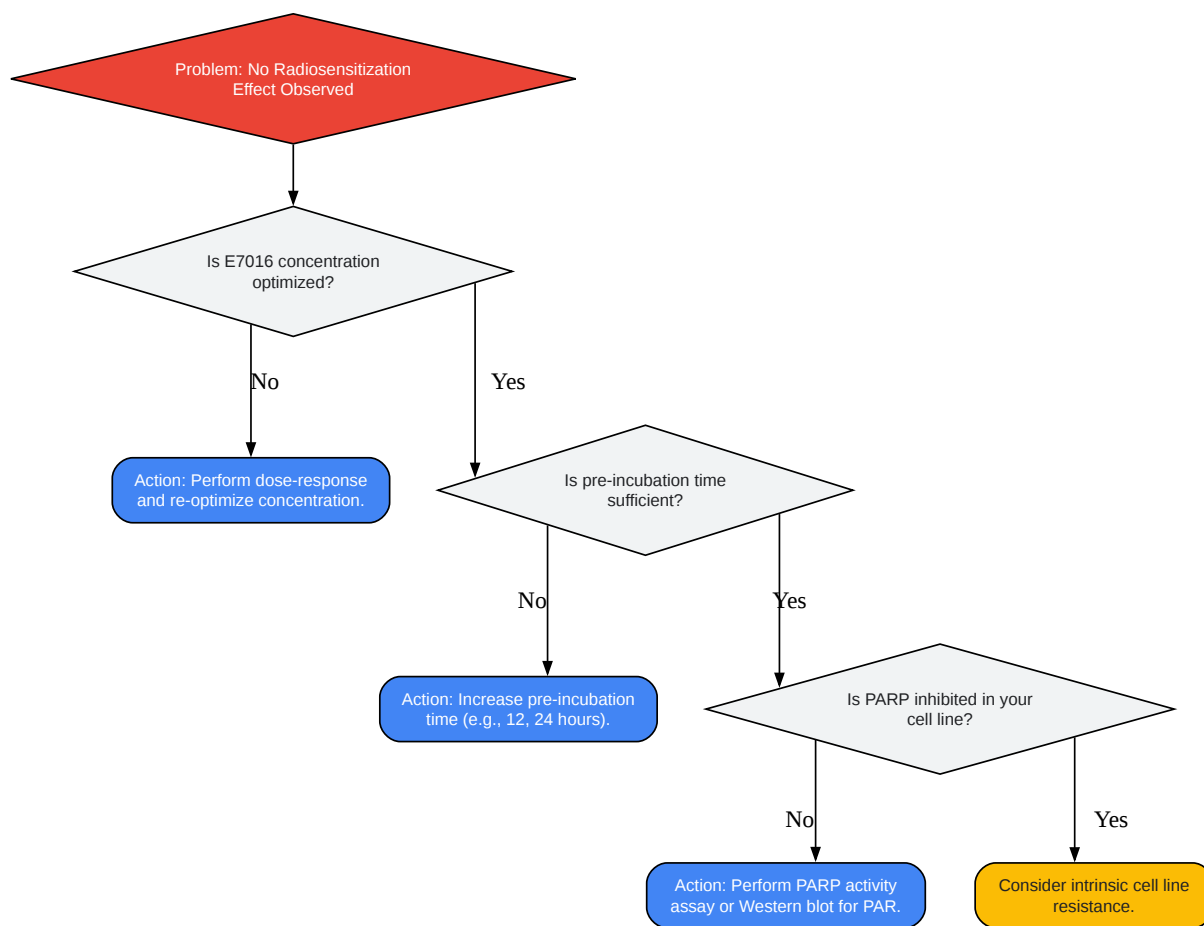 Problem: No Radiosensitization
Effect Observed
Is E7016 concentration
optimized?
No
Yes
Action: Perform dose-response
and re-optimize concentration.
Is pre-incubation time
sufficient?
No
Yes
Action: Increase pre-incubation
time (e.g., 12, 24 hours).
Is PARP inhibited in your
cell line?
No
Yes
Action: Perform PARP activity
assay or Western blot for PAR.
Consider intrinsic cell line
resistance.